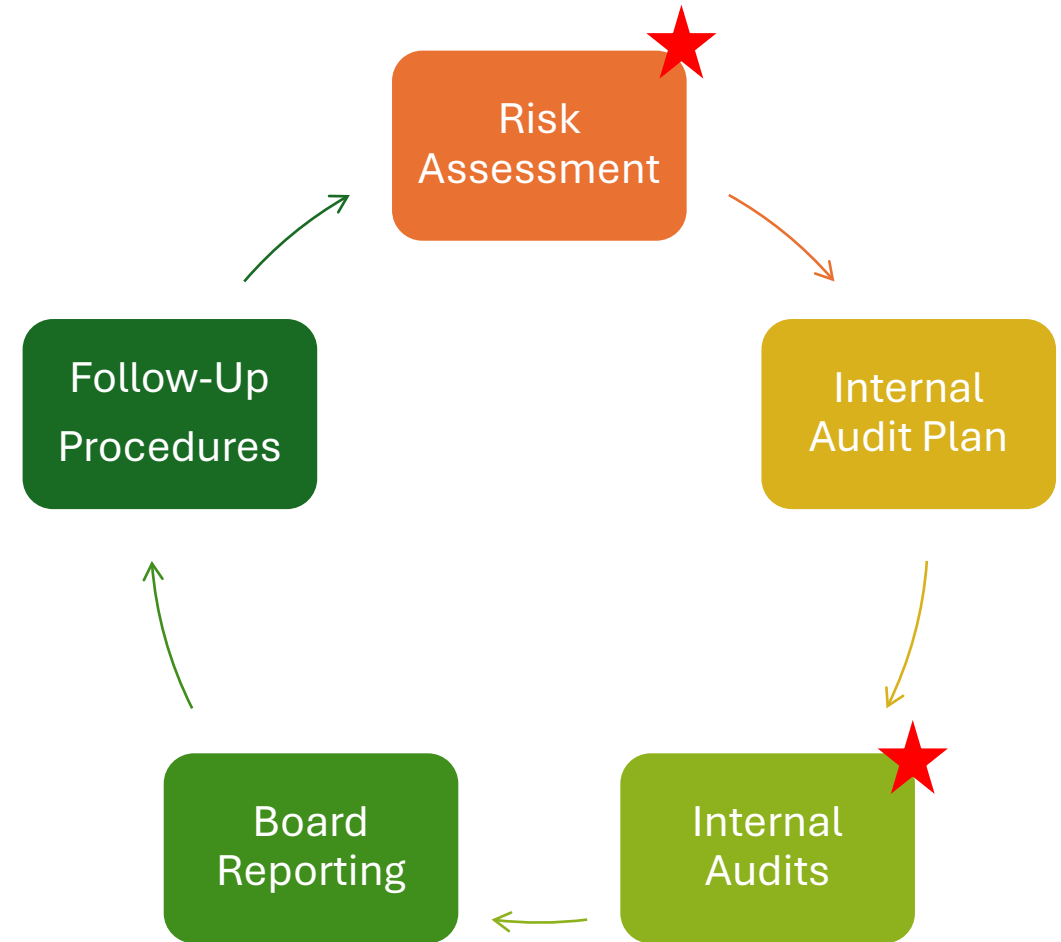 Risk
Assessment
Internal
Audit Plan
Internal
Audits
Board
Reporting
Follow-Up
Procedures